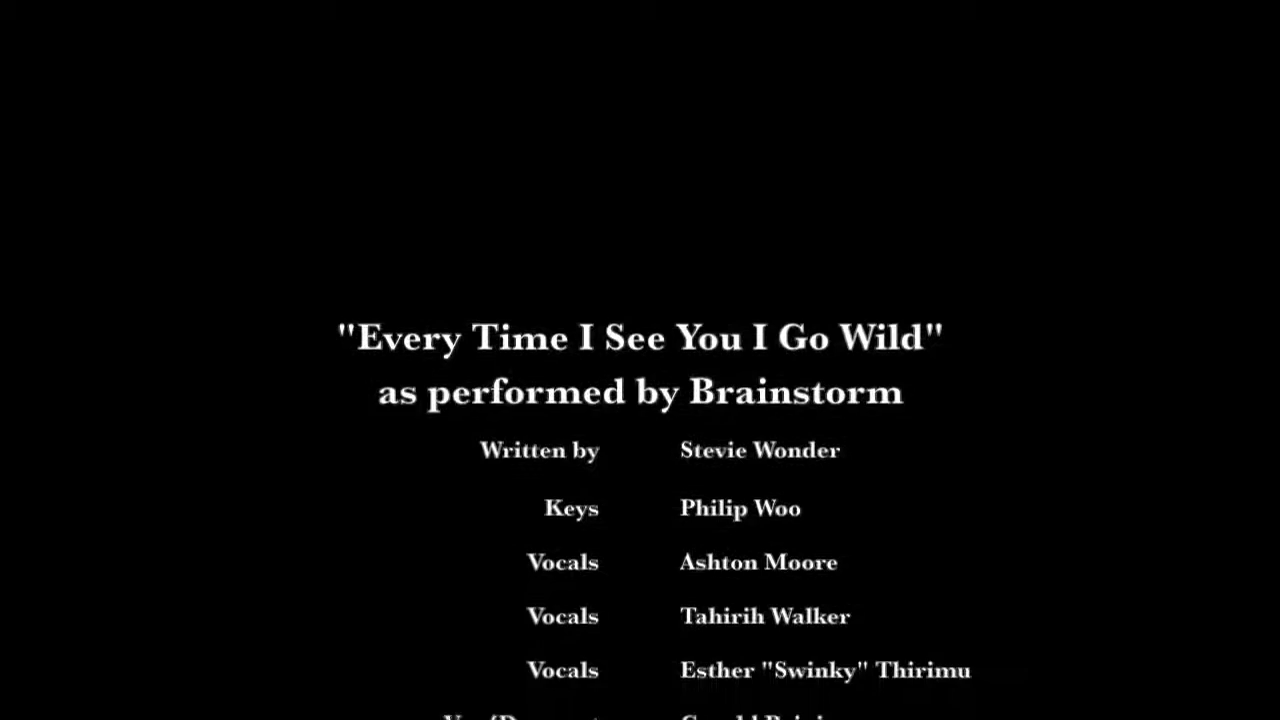 "Every Time I See You I Go Wild"
as performed by Brainstorm
Written by Stevie Wonder
Keys Philip Woo
Vocals Ashton Moore
Vocals Tahirih Walker
Vocals Esther "Swinky" Thirimu